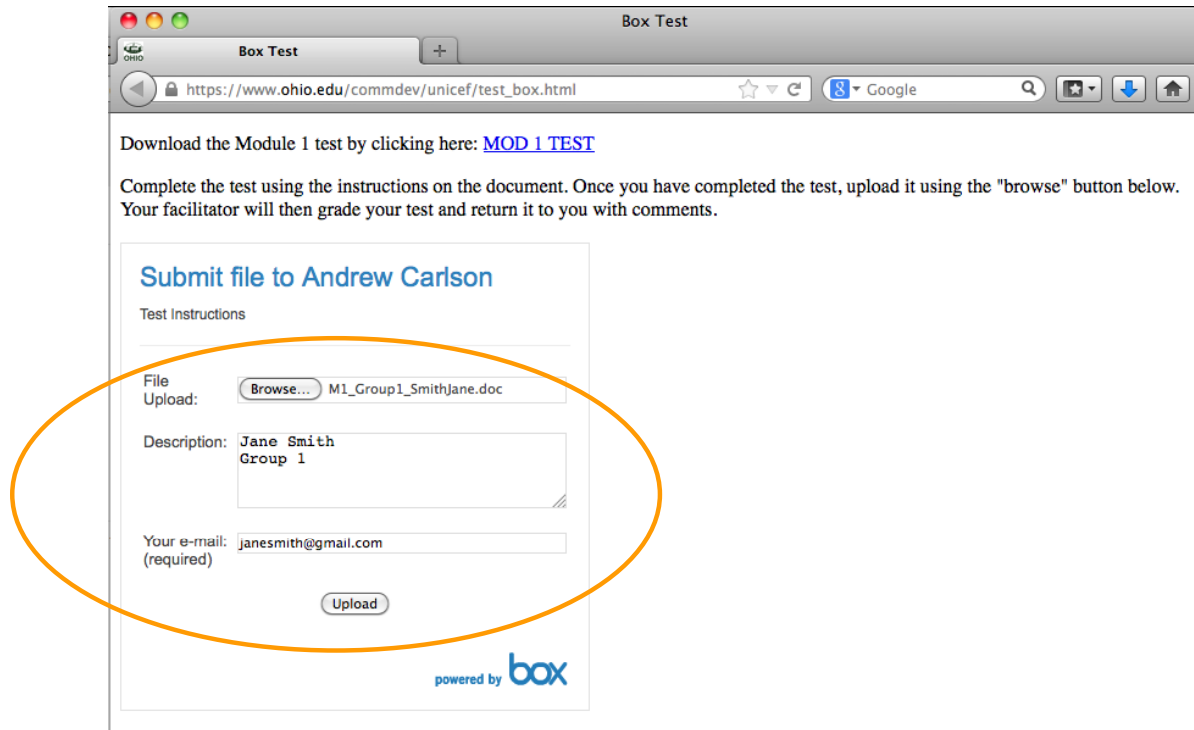 Box Test
OHIO
Box Test
https://www.ohio.edu/commdev/unicef/test_box.html
Google
Download the Module 1 test by clicking here: MOD 1 TEST
Complete the test using the instructions on the document. Once you have completed the test, upload it using the "browse" button below.
Your facilitator will then grade your test and return it to you with comments.
Submit file to Andrew Carlson
Test Instructions
File
Upload:
Browse... M1_Group1_SmithJane.doc
Description:
Jane Smith
Group 1
Your e-mail:
(required)
janesmith@gmail.com
Upload
powered by box